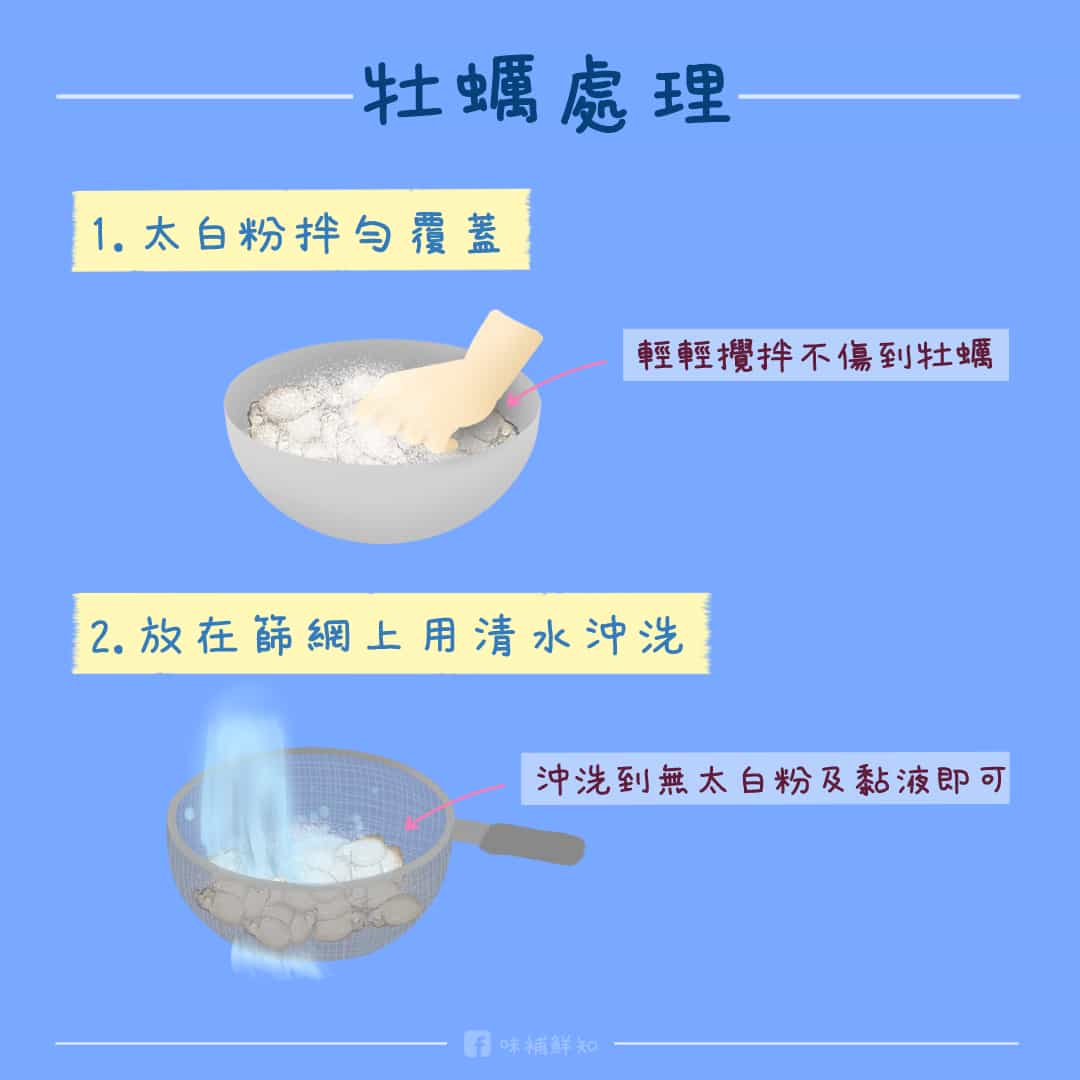 牡蠣處理
1. 太白粉拌勻覆蓋
輕輕攪拌不傷到牡蠣
2. 放在篩網上用清水沖洗
沖洗到無太白粉及黏液即可
味補鮮知